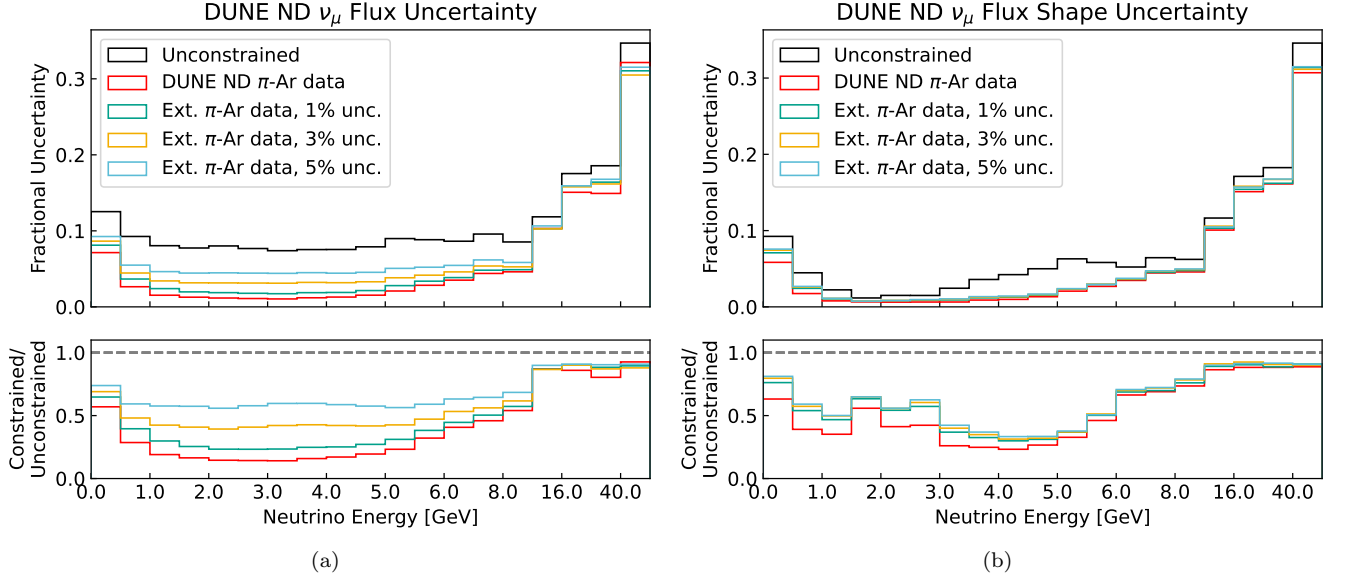 DUNE ND νμ Flux Uncertainty
Fractional Uncertainty
0.3
0.2
0.1
0.0
Unconstrained
DUNE ND π-Ar data
Ext. π-Ar data, 1% unc.
Ext. π-Ar data, 3% unc.
Ext. π-Ar data, 5% unc.
Constrained/
Unconstrained
1.0
0.5
0.0
0.0 1.0 2.0 3.0 4.0 5.0 6.0 8.0 16.0 40.0
Neutrino Energy [GeV]
(a)
DUNE ND νμ Flux Shape Uncertainty
Fractional Uncertainty
0.3
0.2
0.1
0.0
Unconstrained
DUNE ND π-Ar data
Ext. π-Ar data, 1% unc.
Ext. π-Ar data, 3% unc.
Ext. π-Ar data, 5% unc.
Constrained/
Unconstrained
1.0
0.5
0.0
0.0 1.0 2.0 3.0 4.0 5.0 6.0 8.0 16.0 40.0
Neutrino Energy [GeV]
(b)